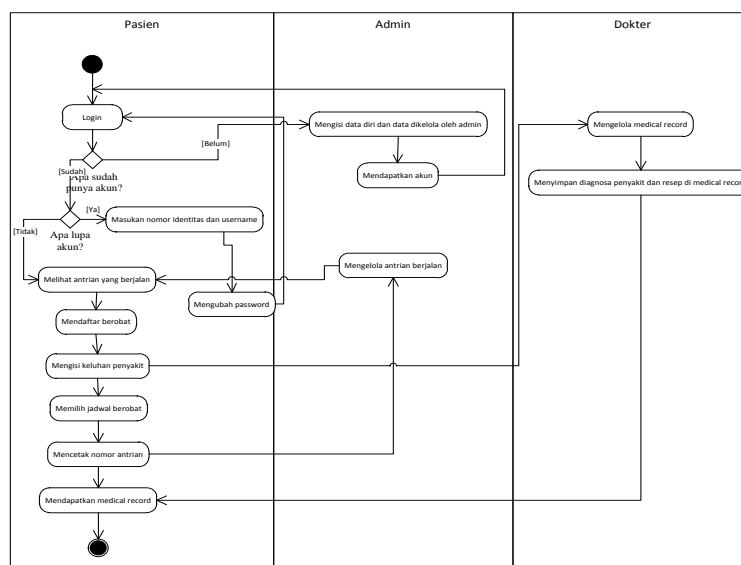 Pasien
Admin
Dokter
Login
Mengisi data diri dan data dikelola oleh admin
Mengelola medical record
[Belum]
[Sudah]
Apa sudah
punya akun?
Mendapatkan akun
Menyimpan diagnosa penyakit dan resep di medical record
[Ya]
Masukan nomor identitas dan username
[Tidak]
Apa lupa
akun?
Mengelola antrian berjalan
Melihat antrian yang berjalan
Mengubah password
Mendaftar berobat
Mengisi keluhan penyakit
Memilih jadwal berobat
Mencetak nomor antrian
Mendapatkan medical record